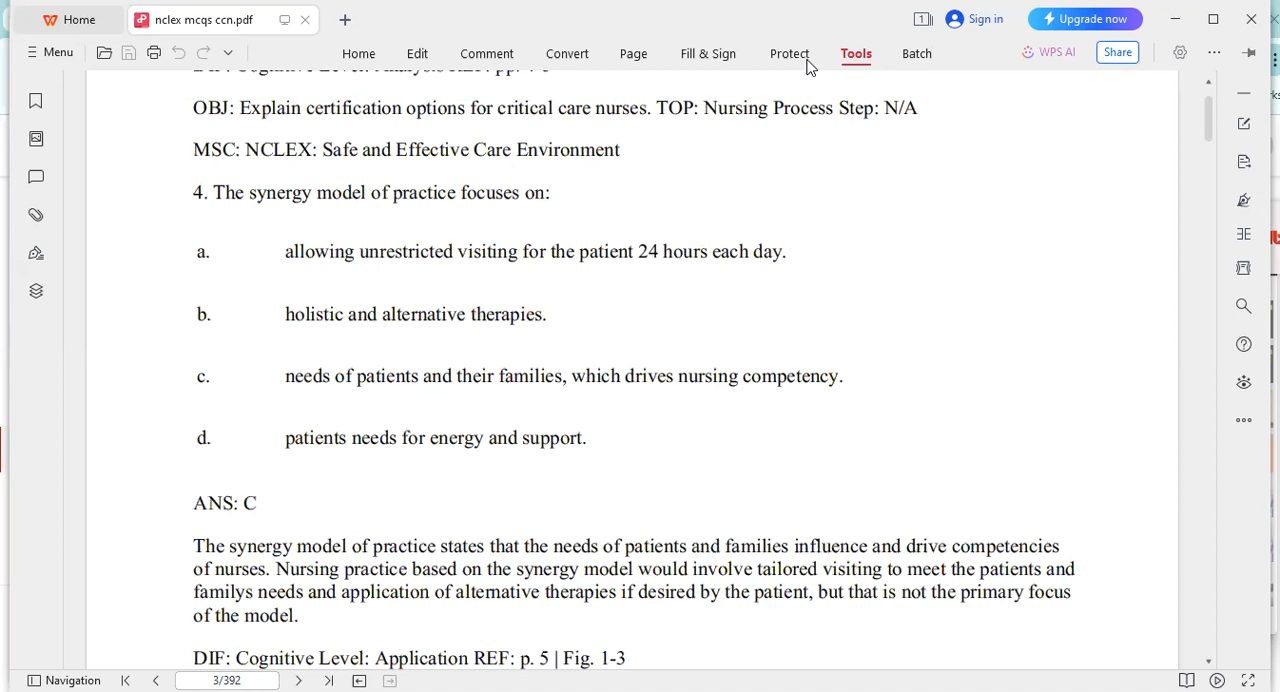 Home
nclex mcqs ccn.pdf
1
Sign in
Upgrade now
Menu
Home Edit Comment Convert Page Fill & Sign Protect Tools Batch
WPS AI
Share
OBJ: Explain certification options for critical care nurses. TOP: Nursing Process Step: N/A
MSC: NCLEX: Safe and Effective Care Environment
4. The synergy model of practice focuses on:
a. allowing unrestricted visiting for the patient 24 hours each day.
b. holistic and alternative therapies.
c. needs of patients and their families, which drives nursing competency.
d. patients needs for energy and support.
ANS: C
The synergy model of practice states that the needs of patients and families influence and drive competencies
of nurses. Nursing practice based on the synergy model would involve tailored visiting to meet the patients and
familys needs and application of alternative therapies if desired by the patient, but that is not the primary focus
of the model.
DIF: Cognitive Level: Application REF: p. 5 | Fig. 1-3
Navigation
3/392